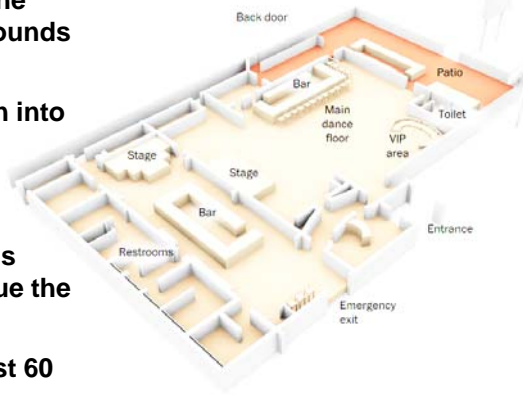 ounds
n into
s
ue the
st 60
Back door
Patio
Bar
Toilet
Main
dance
floor
VIP
area
Stage
Stage
Bar
Entrance
Restrooms
Emergency
exit